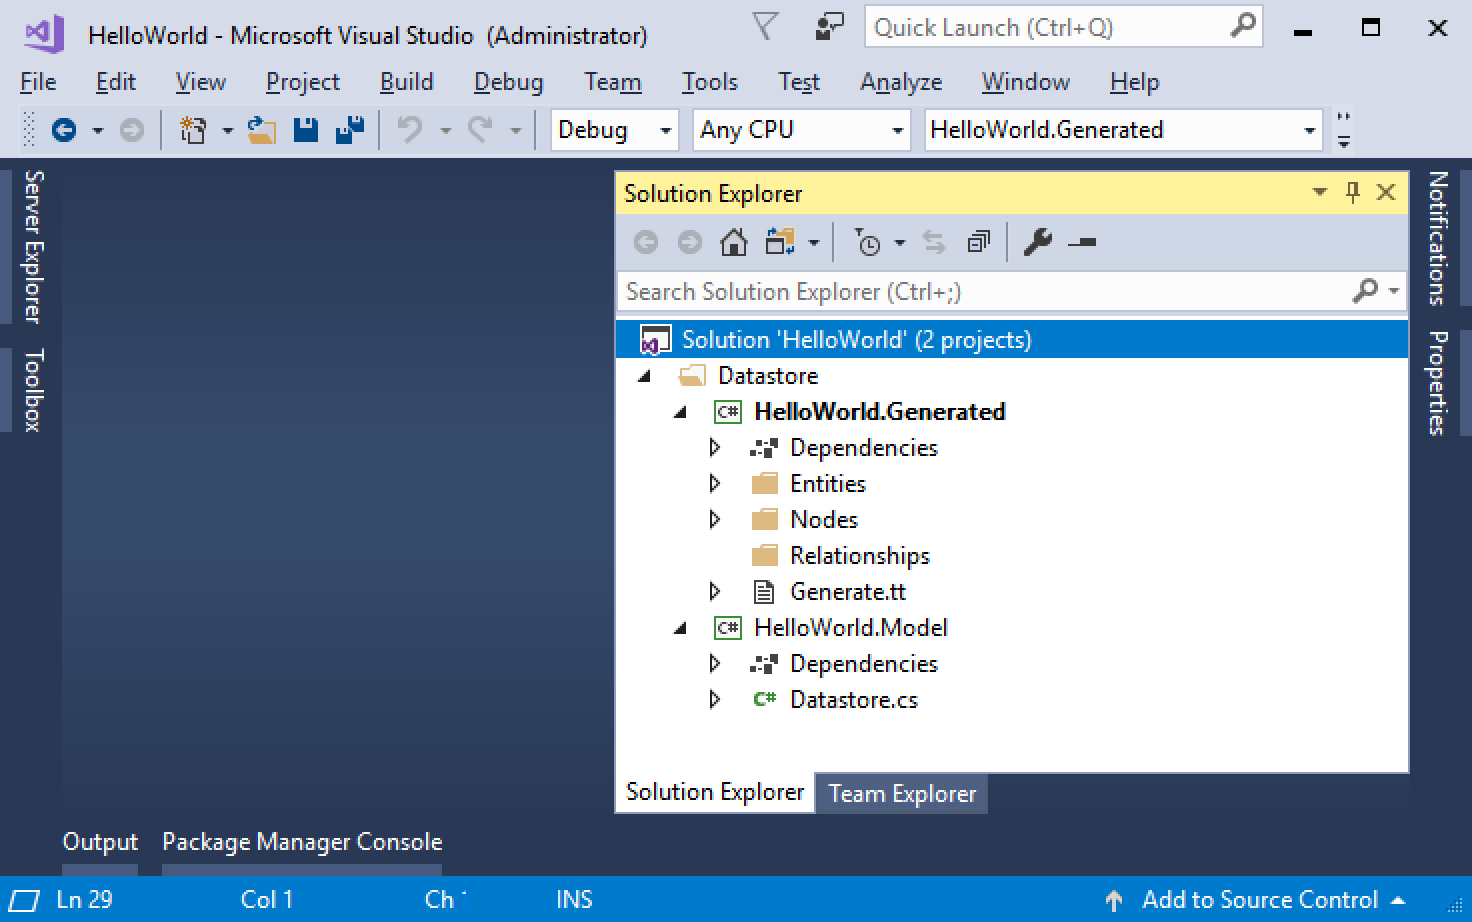 HelloWorld - Microsoft Visual Studio (Administrator)
Quick Launch (Ctrl+Q)
File Edit View Project Build Debug Team Tools Test Analyze Window Help
Debug Any CPU HelloWorld.Generated
Server Explorer
Toolbox
Solution Explorer
Search Solution Explorer (Ctrl+;)
Solution 'HelloWorld' (2 projects)
Datastore
C# HelloWorld.Generated
Dependencies
Entities
Nodes
Relationships
Generate.tt
C# HelloWorld.Model
Dependencies
C# Datastore.cs
Solution Explorer Team Explorer
Notifications
Properties
Output Package Manager Console
Ln 29 Col 1 Ch INS Add to Source Control